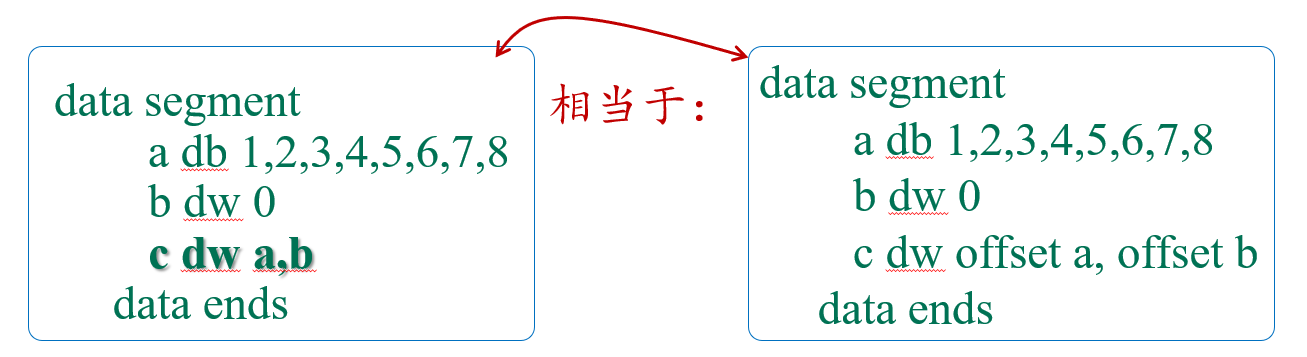 data segment
a db 1,2,3,4,5,6,7,8
b dw 0
c dw a,b
data ends
相当于：
data segment
a db 1,2,3,4,5,6,7,8
b dw 0
c dw offset a, offset b
data ends